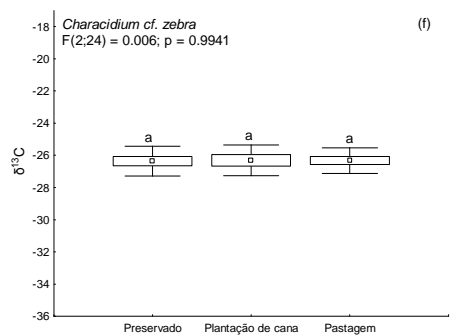 Characidium cf. zebra
(f)
F(2;24) = 0.006; p = 0.9941
-18
-20
-22
-24
-26
-28
-30
-32
-34
-36
δ13C
a
a
a
Preservado
Plantação de cana
Pastagem